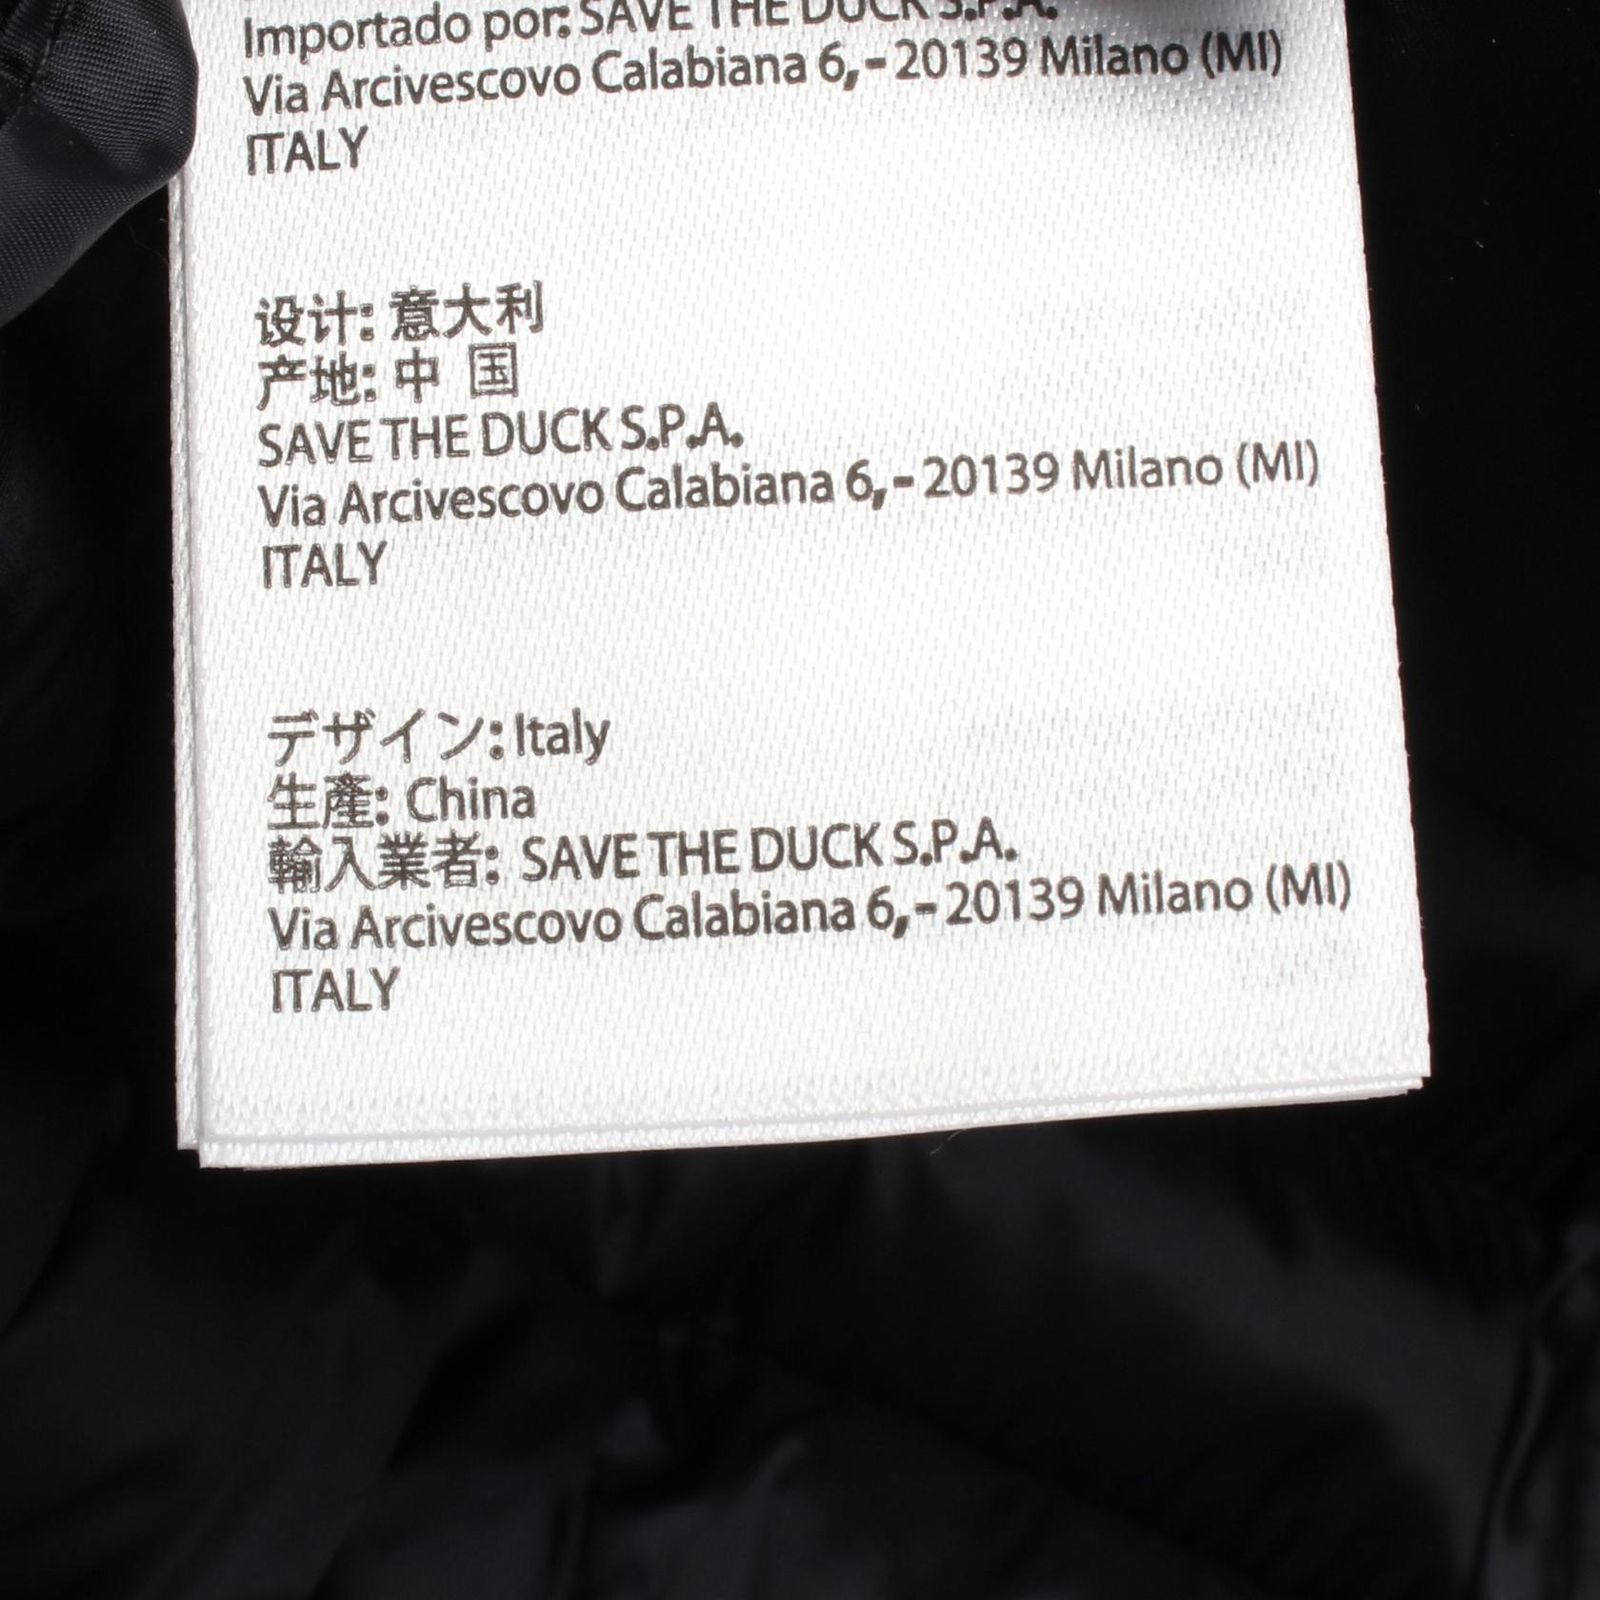 Importado por: SAVE THE DUCK S.P.A.
Via Arcivescovo Calabiana 6,- 20139 Milano (MI)
ITALY
设计: 意大利
产地: 中 国
SAVE THE DUCK S.P.A.
Via Arcivescovo Calabiana 6,- 20139 Milano (MI)
ITALY
デザイン: Italy
生産: China
輸入業者: SAVE THE DUCK S.P.A.
Via Arcivescovo Calabiana 6,- 20139 Milano (MI)
ITALY